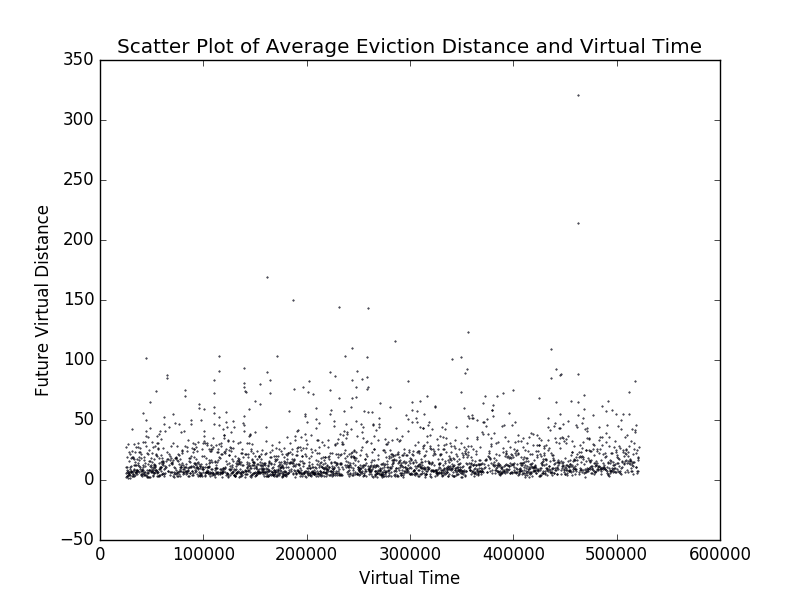 Scatter Plot of Average Eviction Distance and Virtual Time
350
300
250
200
150
100
50
0
−50
0 100000 200000 300000 400000 500000 600000
Future Virtual Distance
Virtual Time